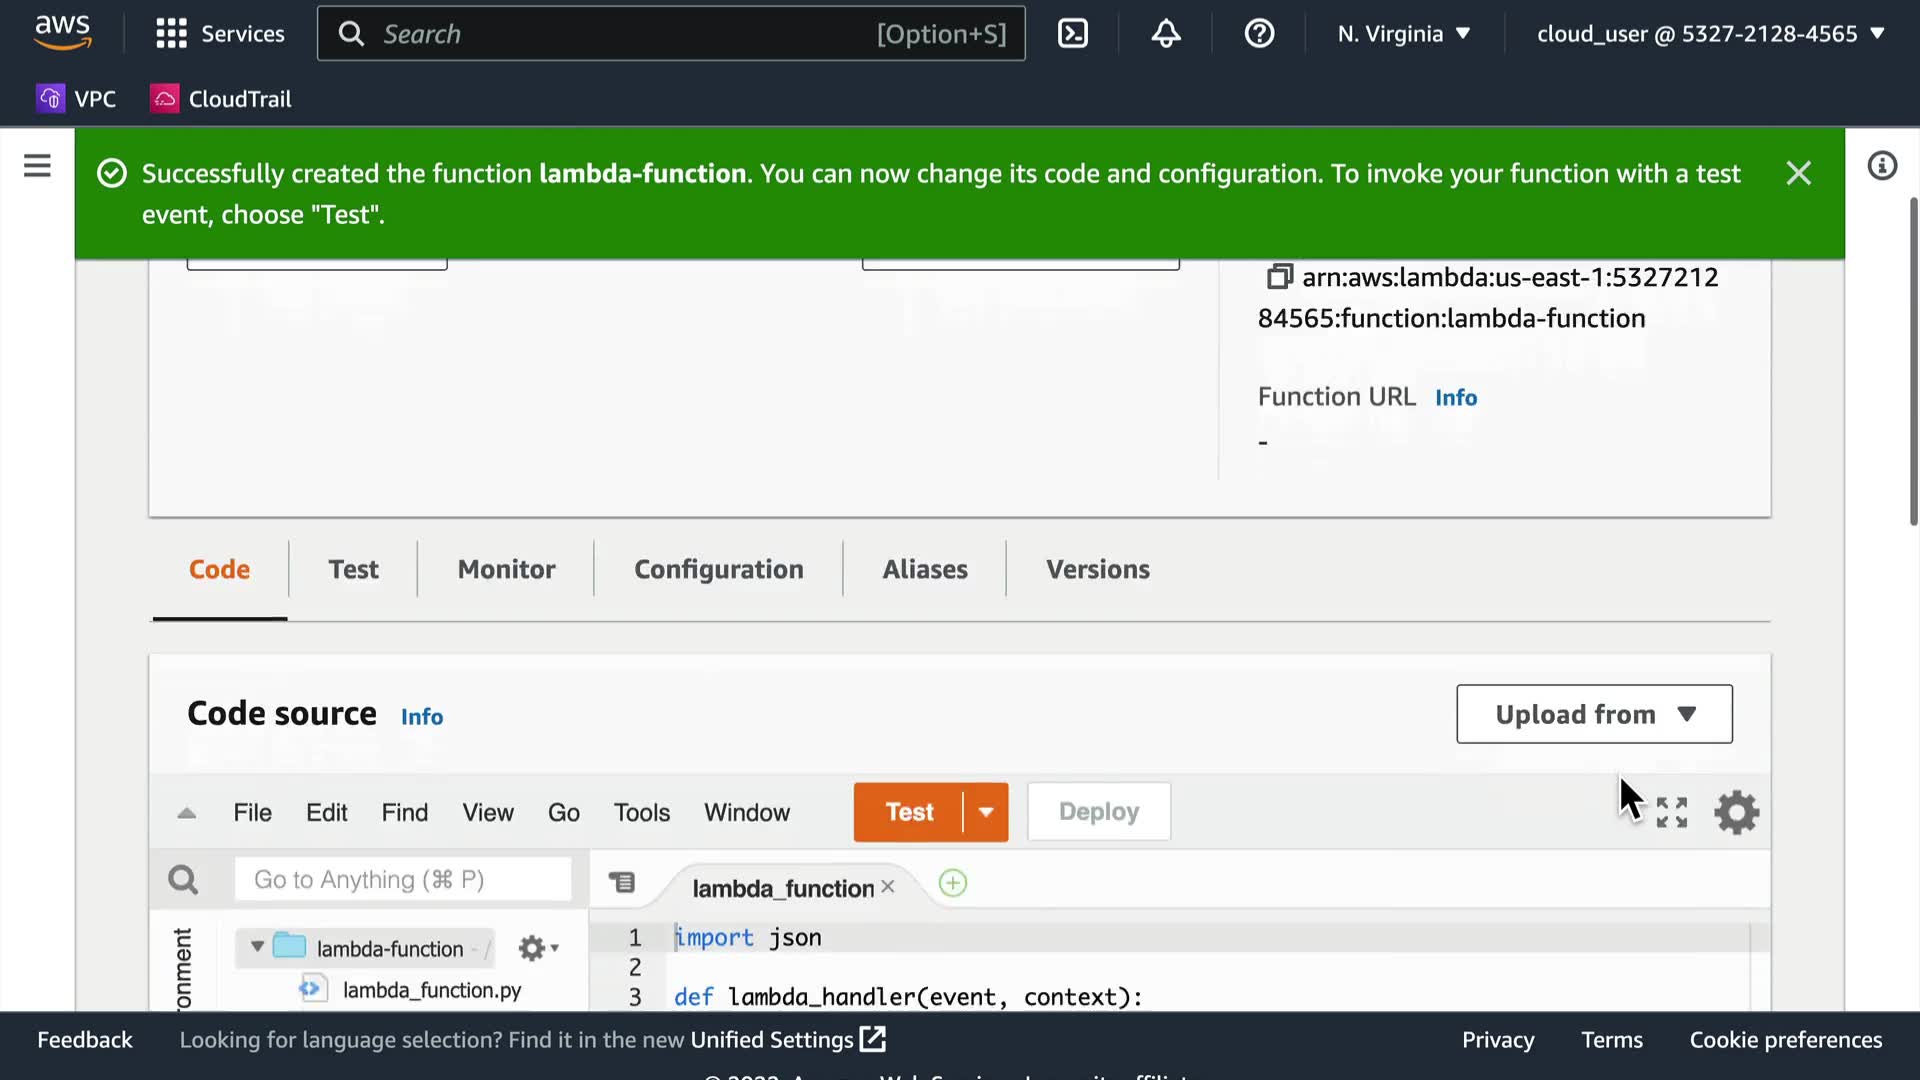 aws
Services
Search
[Option+S]
N. Virginia
cloud_user @ 5327-2128-4565
VPC
CloudTrail
Successfully created the function lambda-function. You can now change its code and configuration. To invoke your function with a test
event, choose "Test".
arn:aws:lambda:us-east-1:5327212
84565:function:lambda-function
Function URL Info
-
Code
Test
Monitor
Configuration
Aliases
Versions
Code source Info
Upload from
File Edit Find View Go Tools Window
Test
Deploy
Go to Anything (⌘ P)
lambda_function
lambda-function - /
lambda_function.py
1 import json
2
3 def lambda_handler(event, context):
Feedback
Looking for language selection? Find it in the new Unified Settings
Privacy
Terms
Cookie preferences